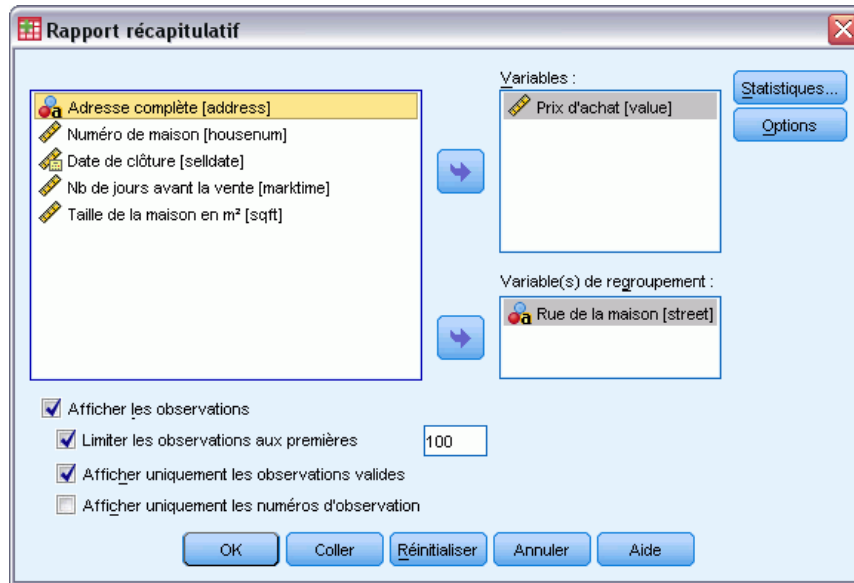 Rapport récapitulatif
Adresse complète [address]
Numéro de maison [housenum]
Date de clôture [selldate]
Nb de jours avant la vente [marktime]
Taille de la maison en m² [sqft]
Variables :
Prix d'achat [value]
Variable(s) de regroupement :
Rue de la maison [street]
Statistiques...
Options
Afficher les observations
Limiter les observations aux premières 100
Afficher uniquement les observations valides
Afficher uniquement les numéros d'observation
OK Coller Réinitialiser Annuler Aide